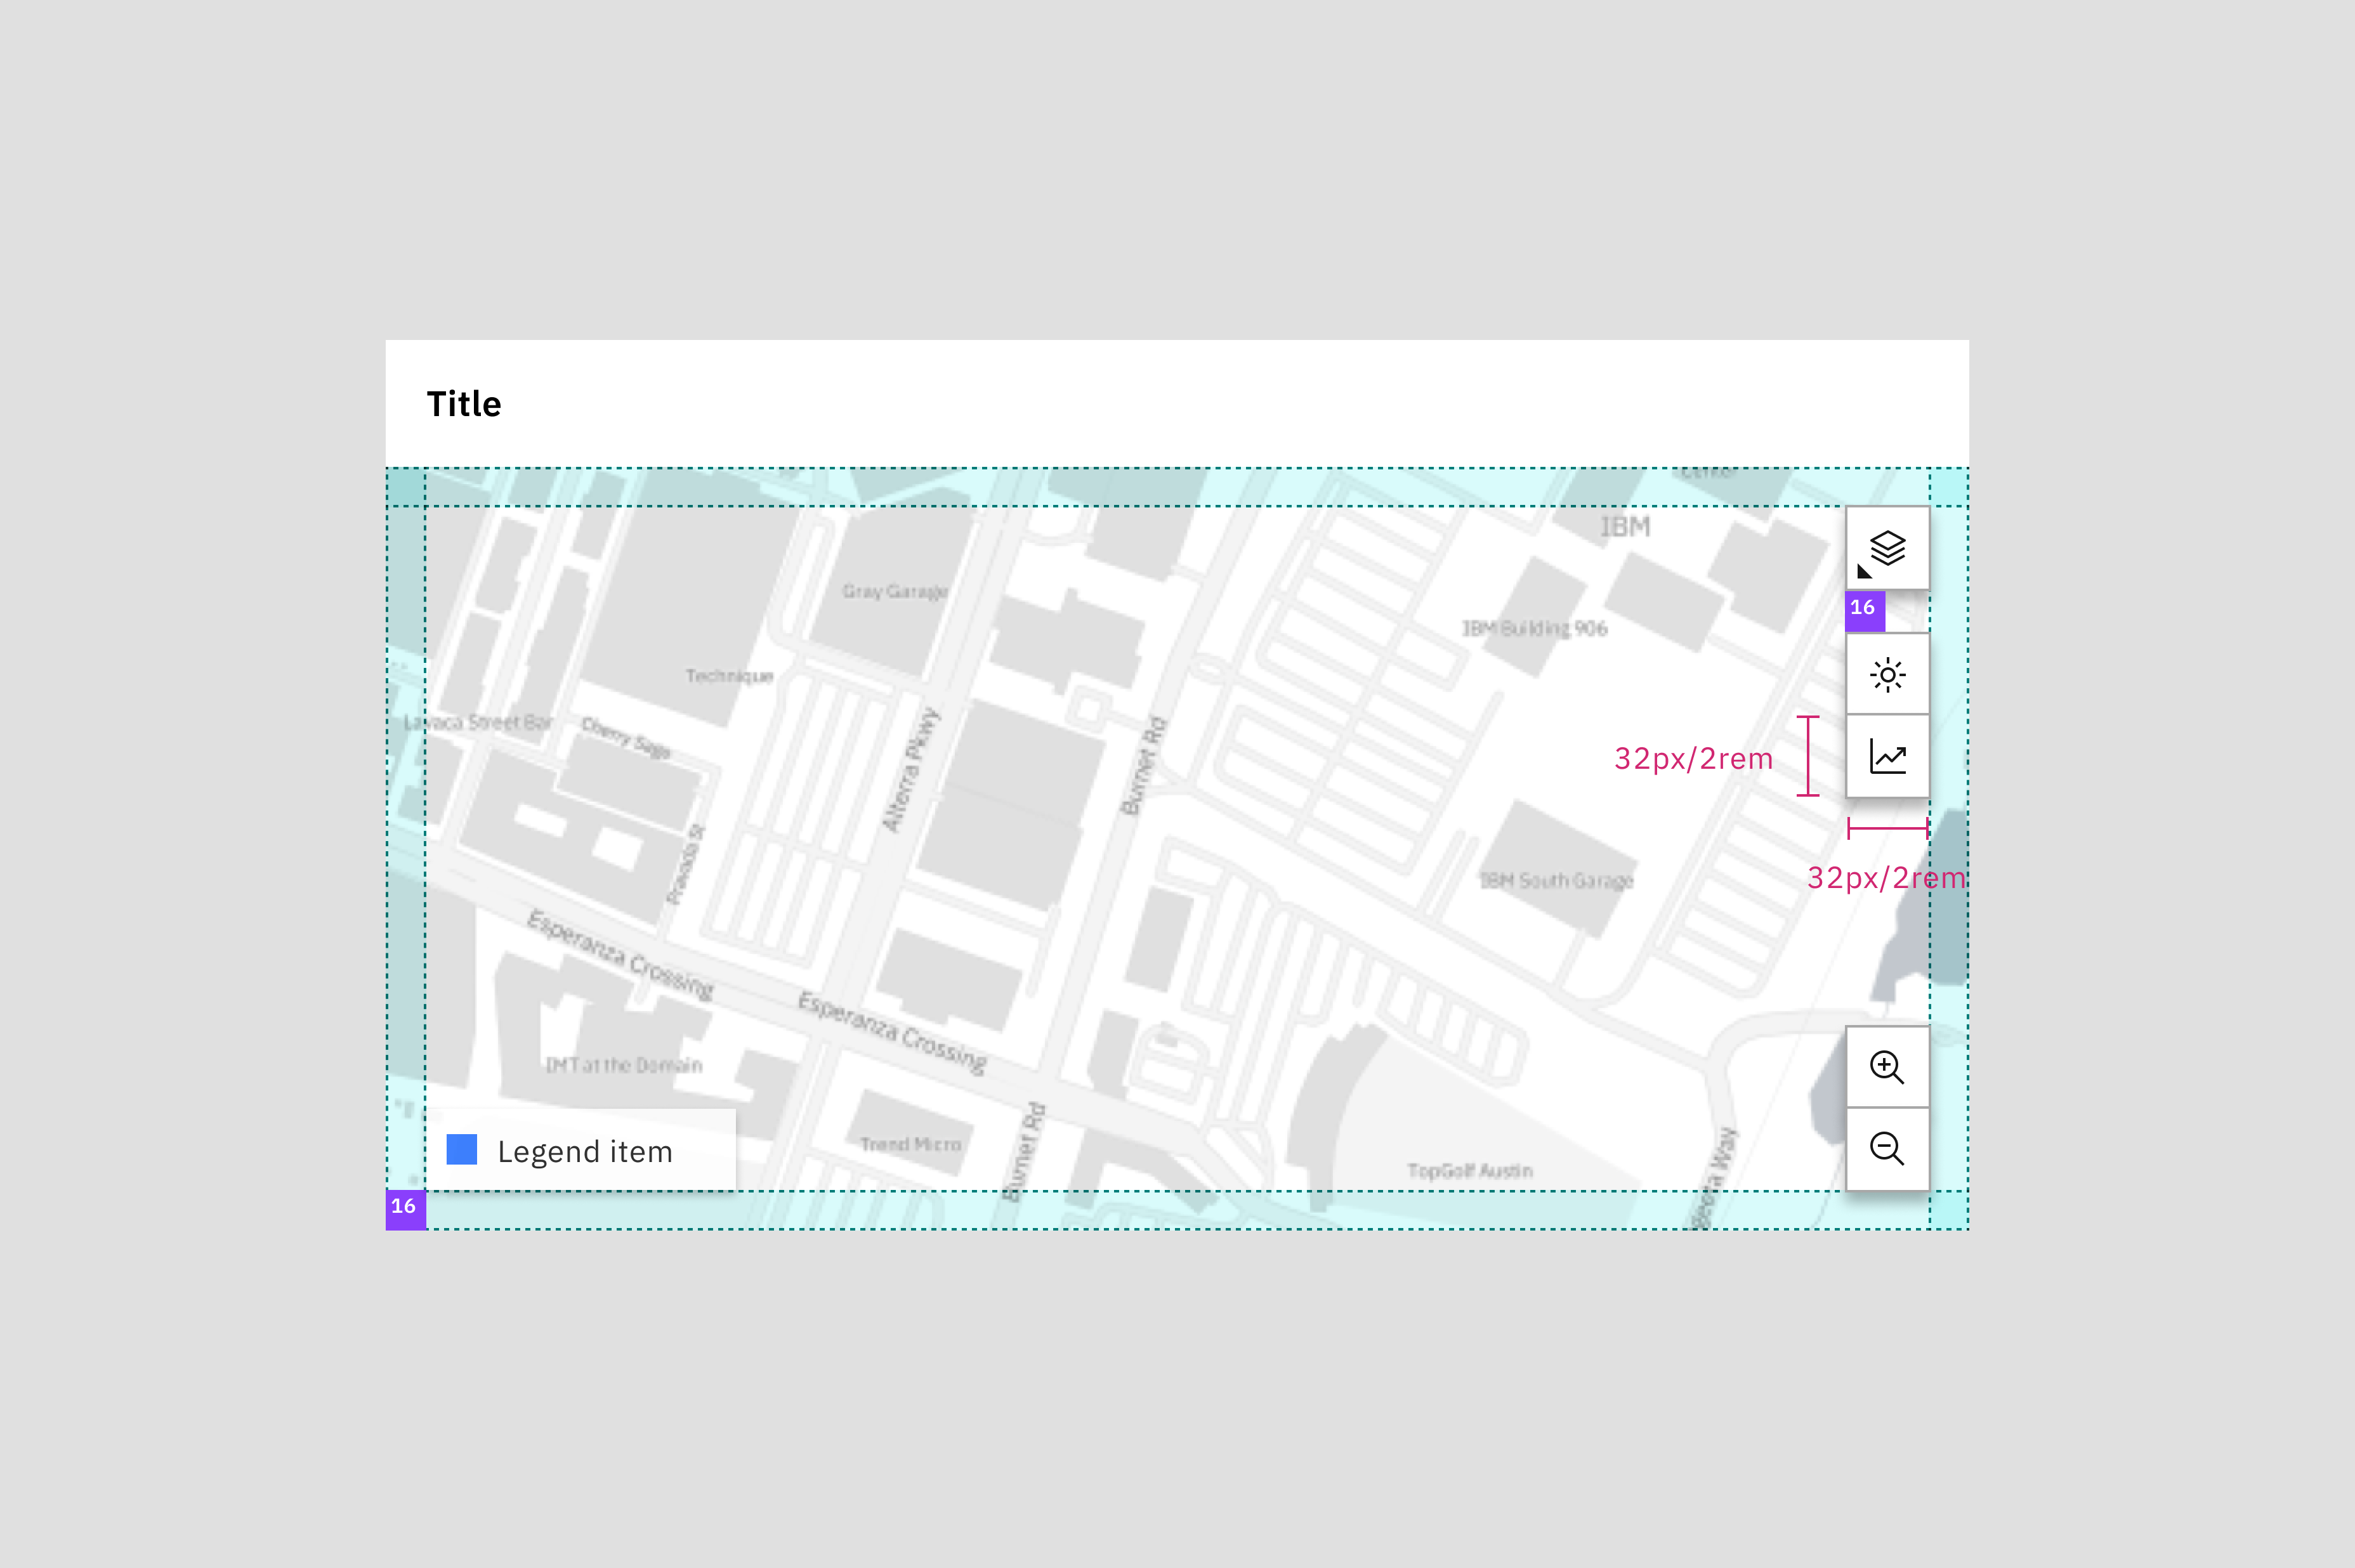 Title
Center
IBM
Gray Garage
16
IBM Building 906
Technique
Lavaca Street Bar
Cherry Sage
Alterra Pkwy
Burnet Rd
32px/2rem
32px/2rem
IBM South Garage
Esperanza Crossing
Esperanza Crossing
IMT at the Domain
Legend item
Trend Micro
Burnet Rd
TopGolf Austin
16